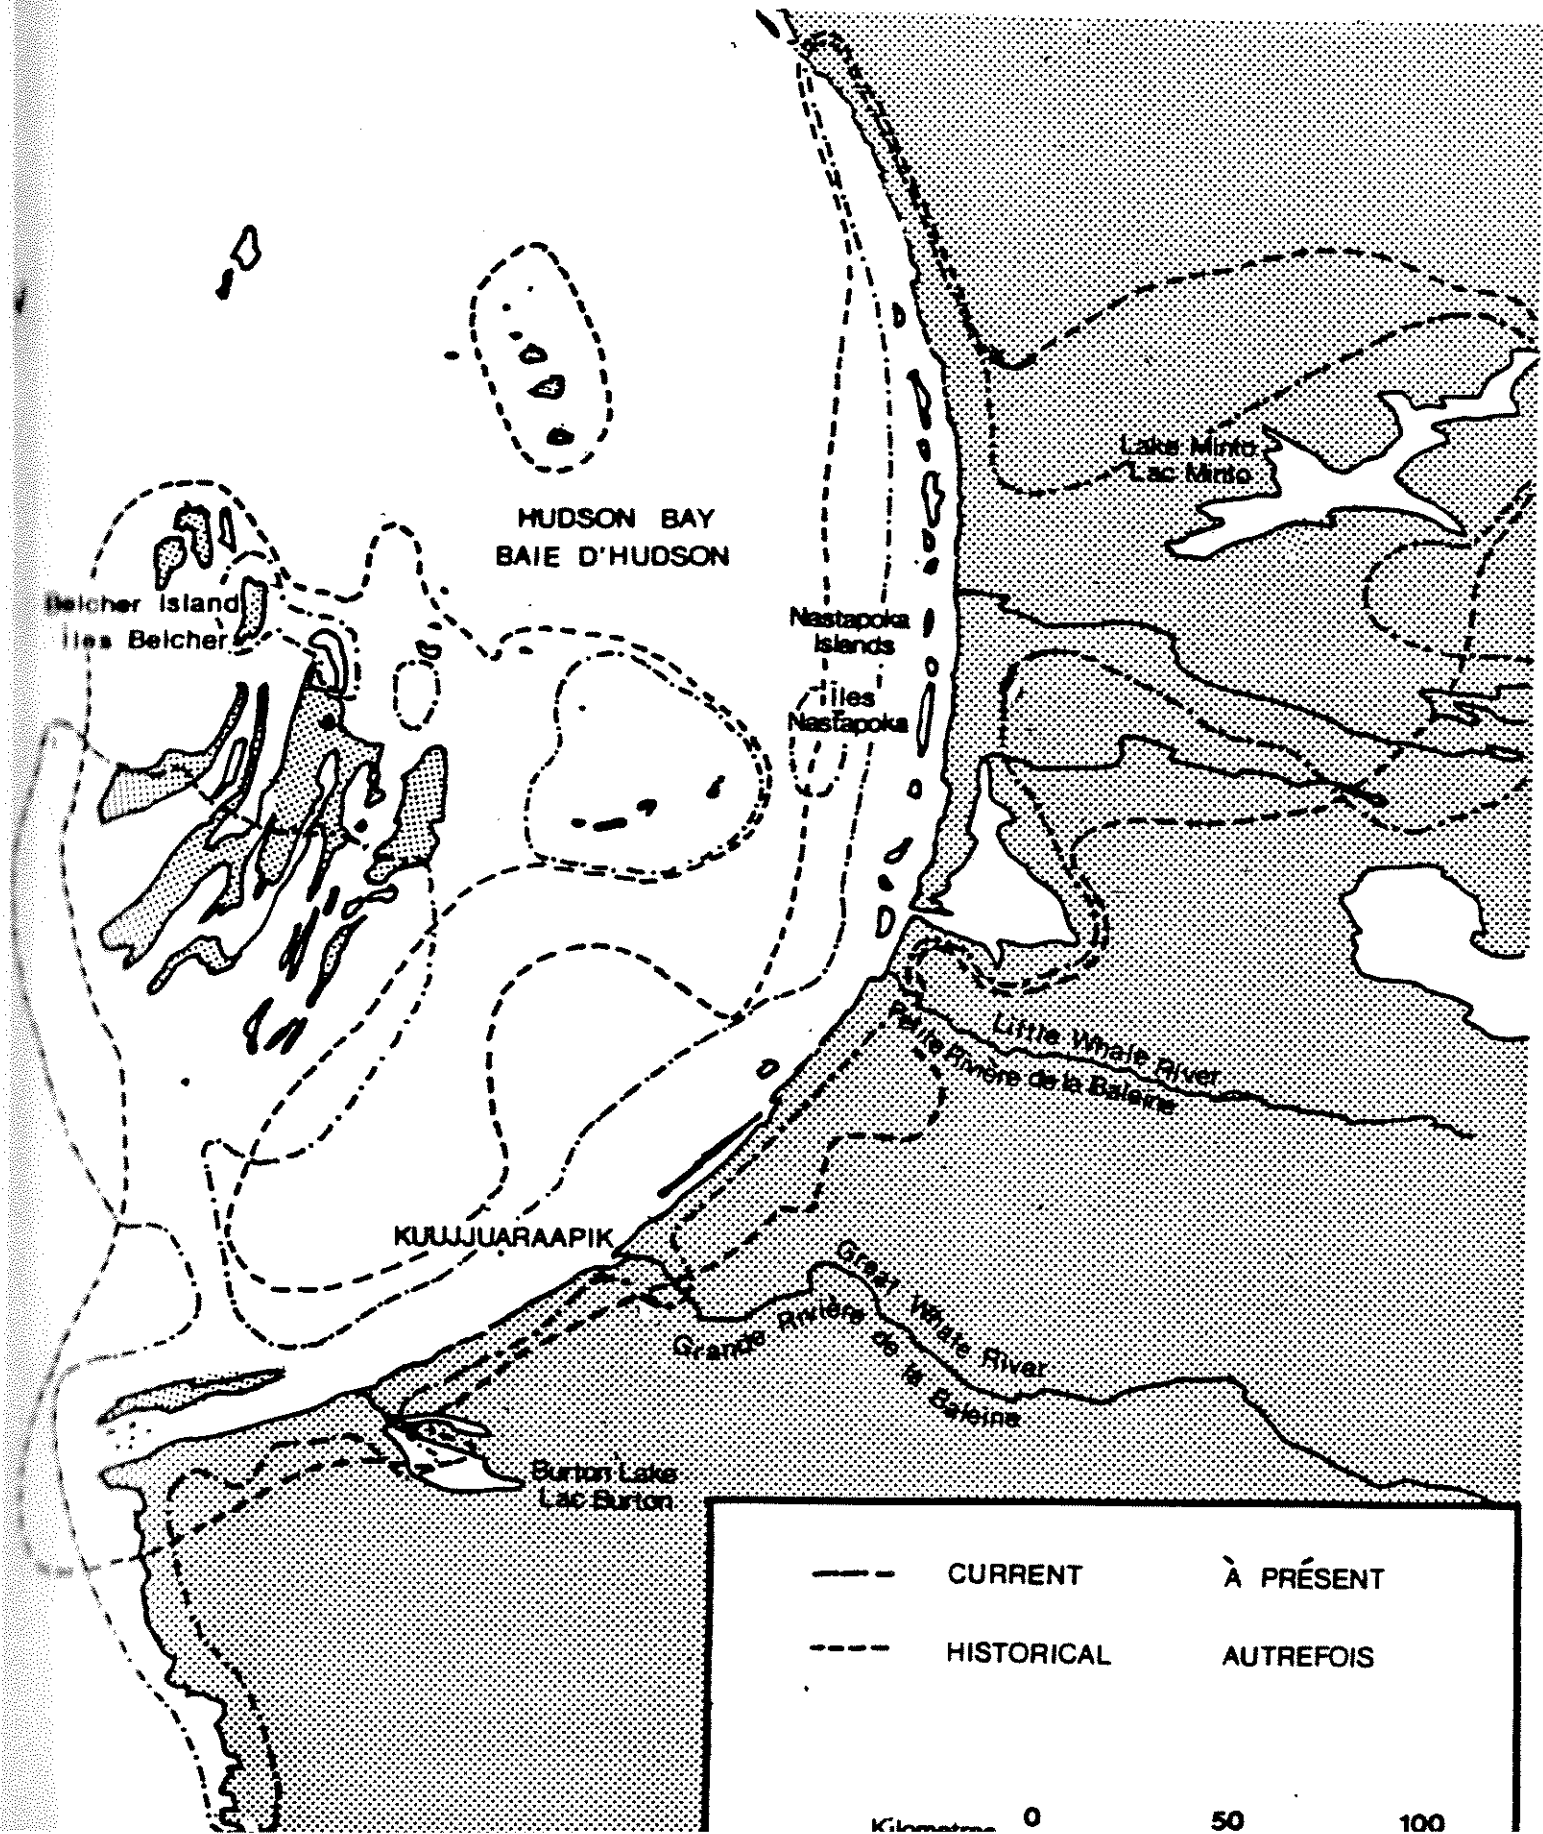 HUDSON BAY
BAIE D'HUDSON
Lake Minto
Lac Minto
Belcher Island
Iles Belcher
Nastapoka
Islands
Îles
Nastapoka
Little Whale River
Petite Rivière de la Baleine
KUUJJUARAAPIK
Great Whale River
Grande Rivière de la Baleine
Burton Lake
Lac Burton
CURRENT À PRÉSENT
HISTORICAL AUTREFOIS
Kilometres 0 50 100